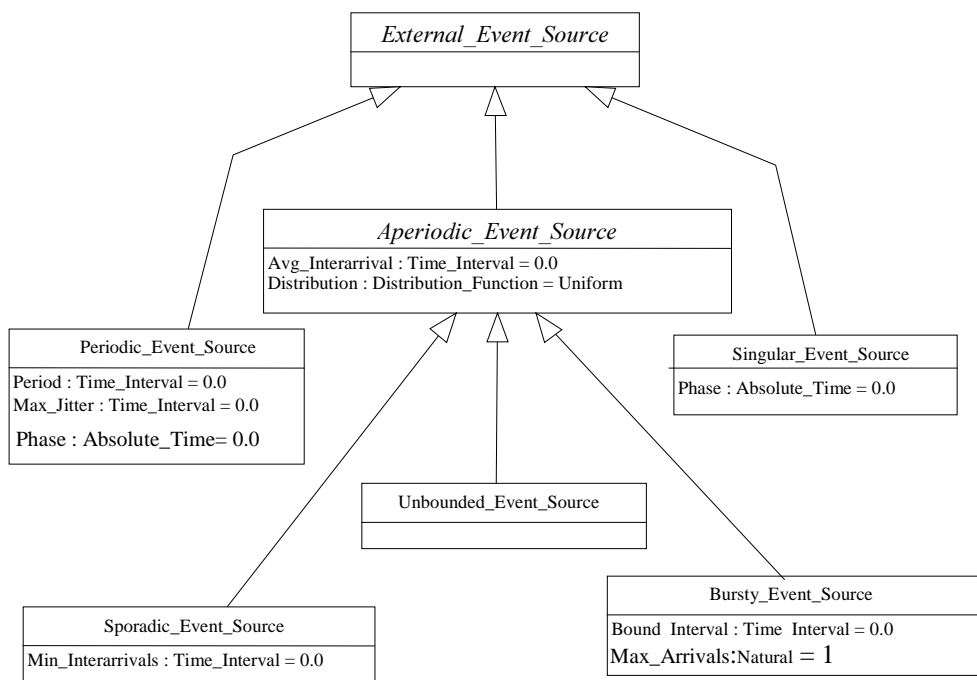 External_Event_Source
Aperiodic_Event_Source
Avg_Interarrival : Time_Interval = 0.0
Distribution : Distribution_Function = Uniform
Periodic_Event_Source
Period : Time_Interval = 0.0
Max_Jitter : Time_Interval = 0.0
Phase : Absolute_Time= 0.0
Singular_Event_Source
Phase : Absolute_Time = 0.0
Unbounded_Event_Source
Sporadic_Event_Source
Min_Interarrivals : Time_Interval = 0.0
Bursty_Event_Source
Bound Interval : Time Interval = 0.0
Max_Arrivals:Natural = 1